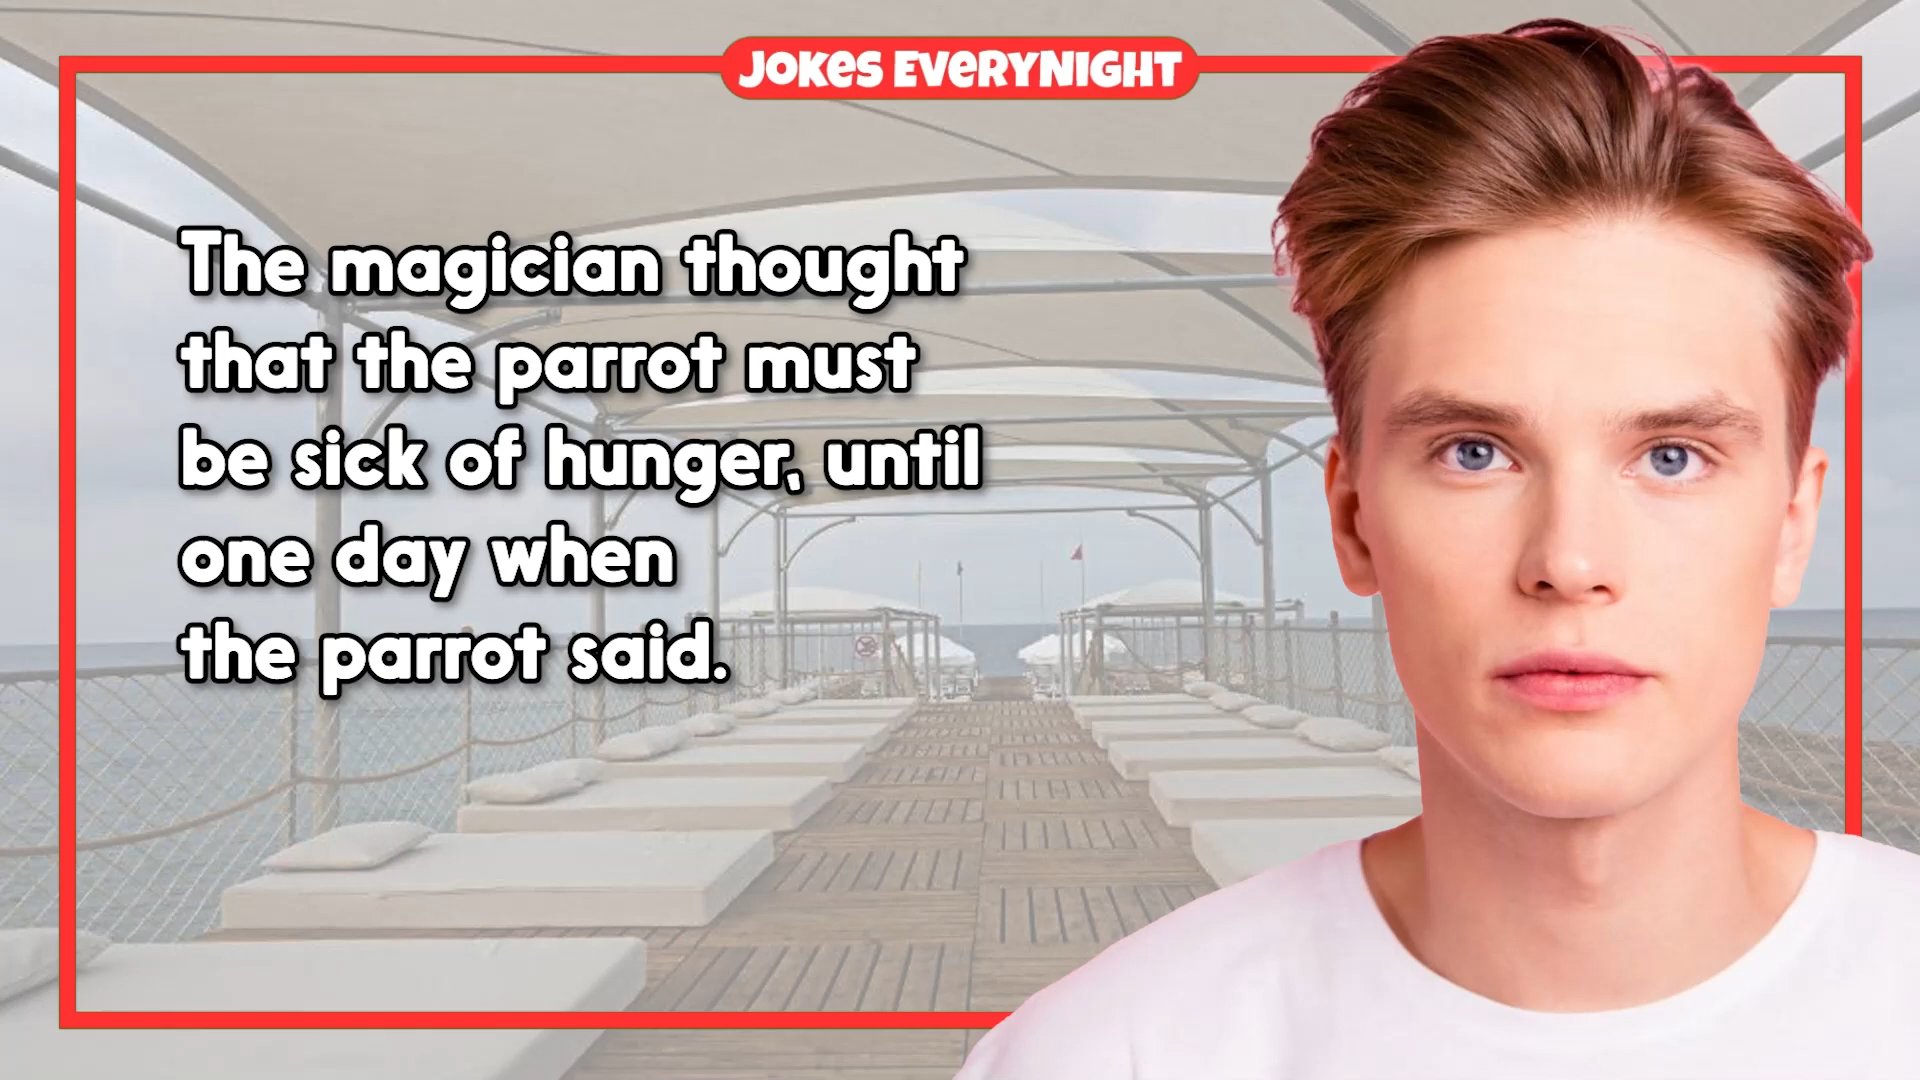 JOKES EVERYNIGHT
The magician thought
that the parrot must
be sick of hunger, until
one day when
the parrot said.